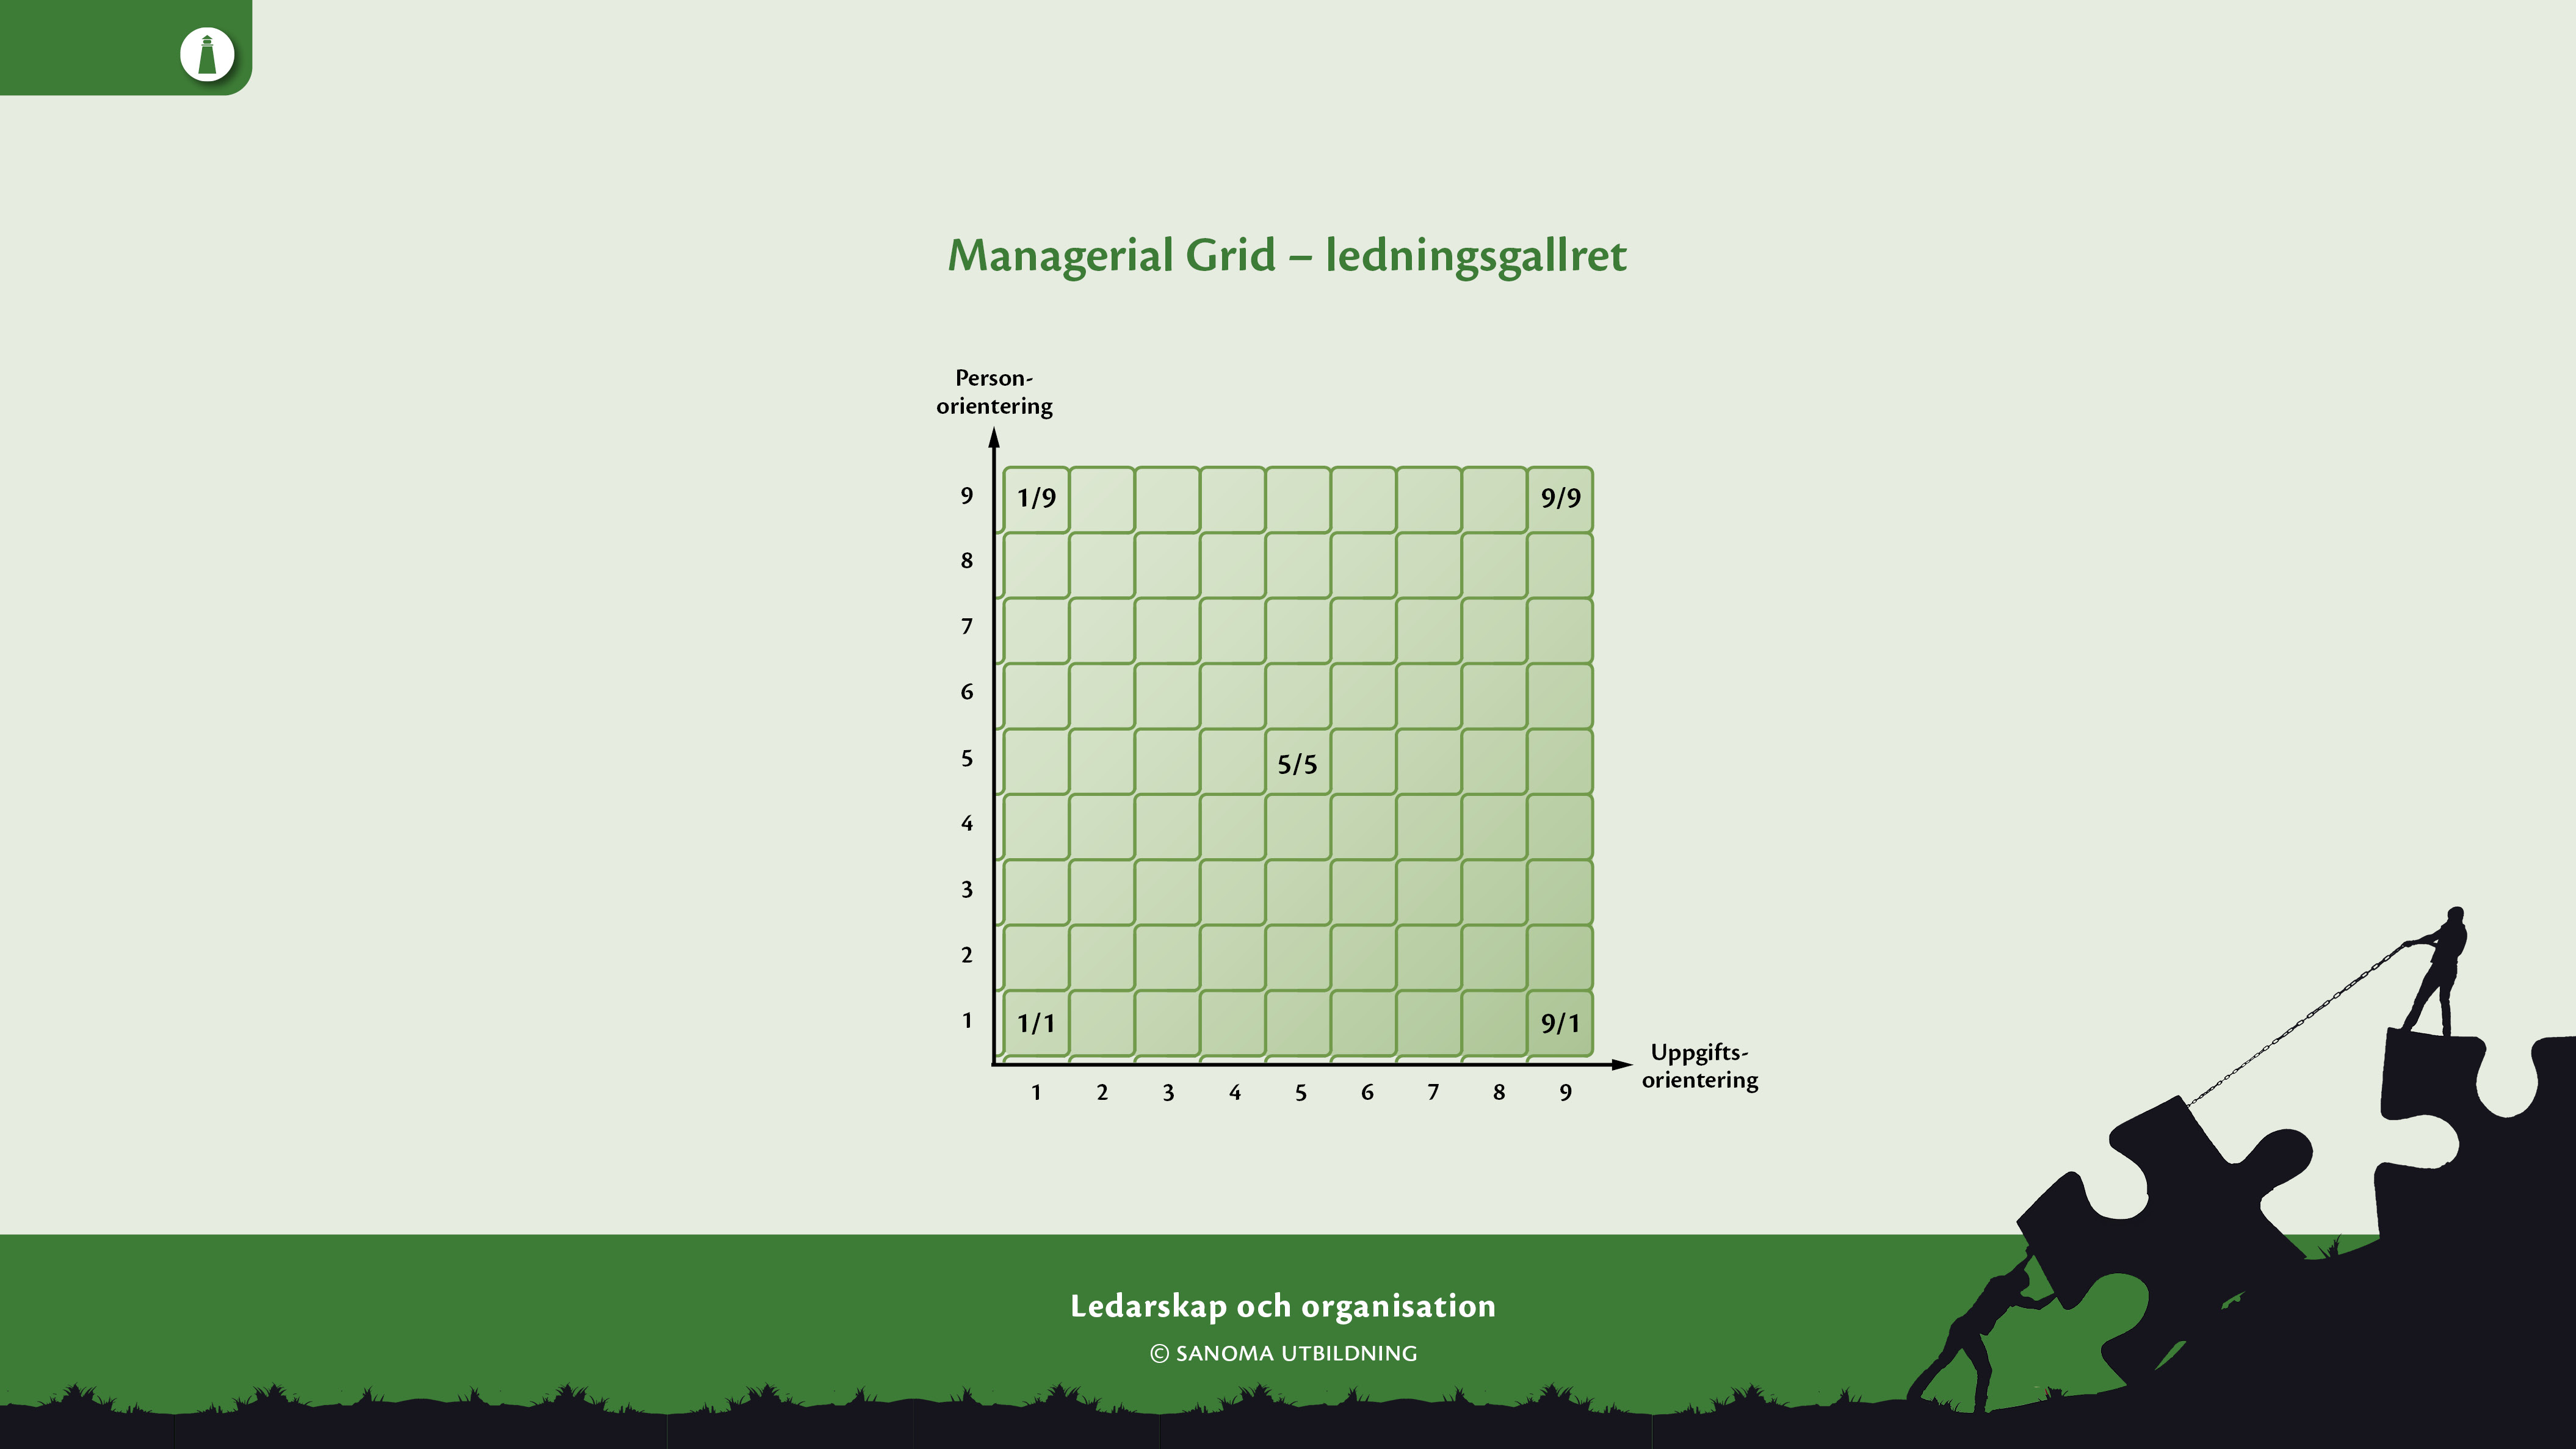 Managerial Grid – ledningsgallret
Person-
orientering
9
1/9
9/9
8
7
6
5
5/5
4
3
2
1
1/1
9/1
Uppgifts-
orientering
1 2 3 4 5 6 7 8 9
Ledarskap och organisation
© SANOMA UTBILDNING